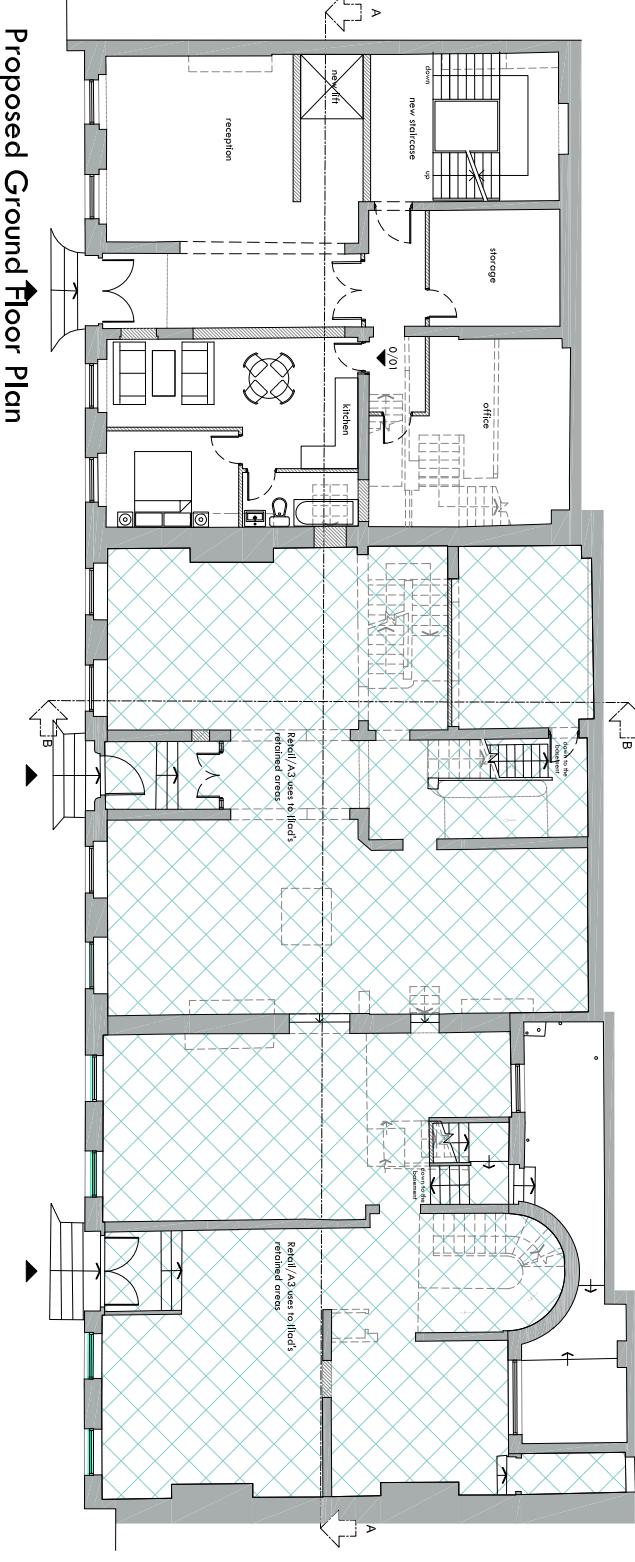 Proposed Ground Floor Plan
A
down
new lift
new staircase
reception
up
storage
0/01
kitchen
office
B
B
Retail/A3 uses to Iliad's
retained areas
down to the
basement
down to the
basement
Retail/A3 uses to Iliad's
retained areas
A